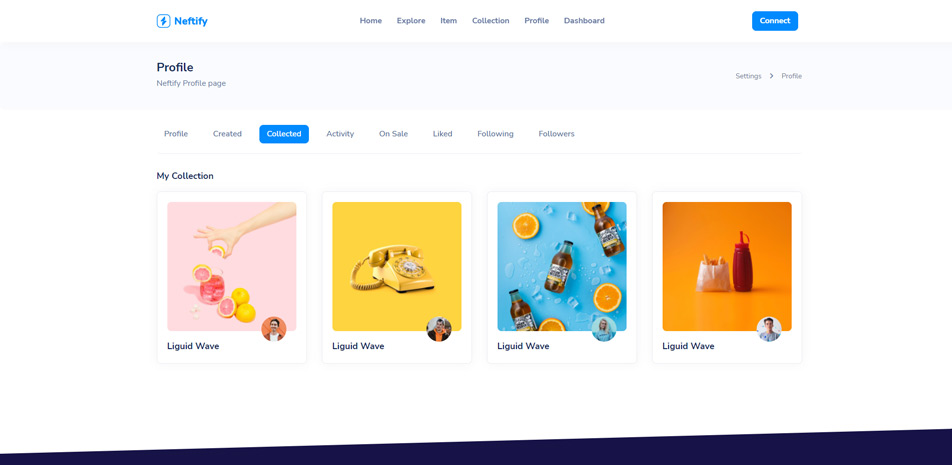 Neftify
Home Explore Item Collection Profile Dashboard
Connect
Profile
Neftify Profile page
Settings > Profile
Profile Created Collected Activity On Sale Liked Following Followers
My Collection
Liguid Wave
Liguid Wave
Liguid Wave
Liguid Wave